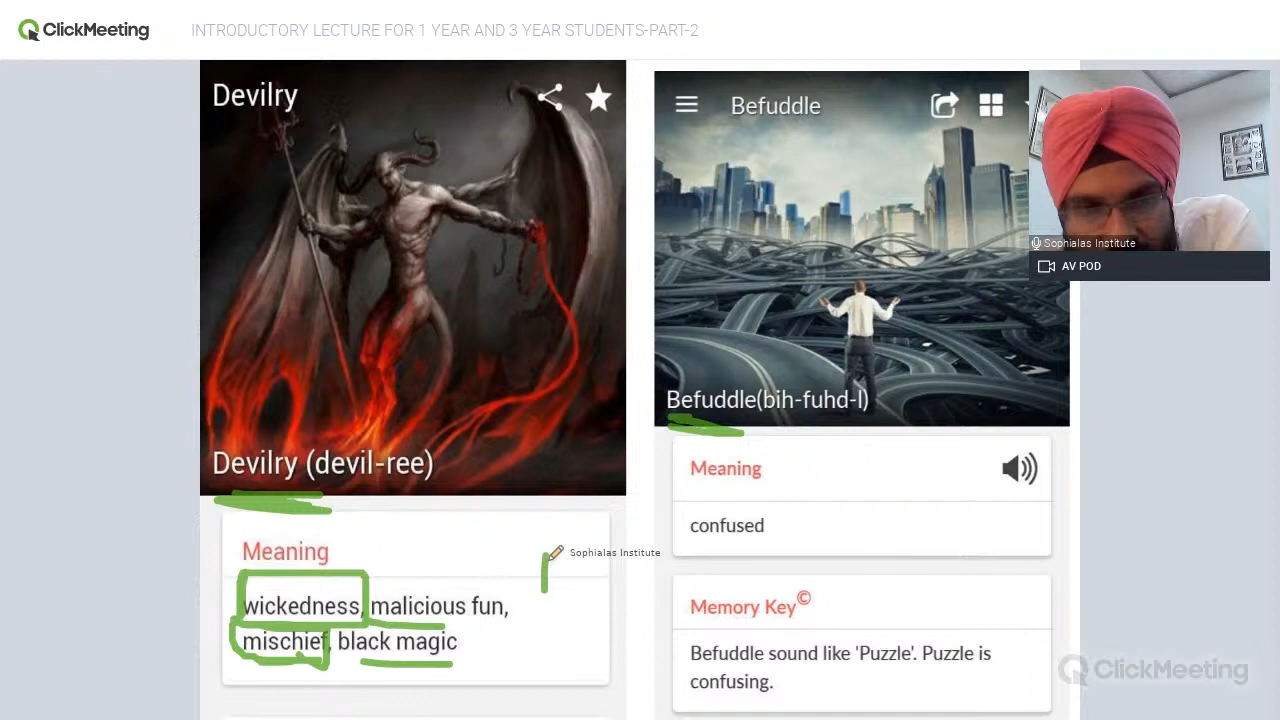 ClickMeeting
INTRODUCTORY LECTURE FOR 1 YEAR AND 3 YEAR STUDENTS-PART-2
Devilry
Devilry (devil-ree)
Meaning
wickedness, malicious fun,
mischief, black magic
Sophialas Institute
Befuddle
Befuddle(bih-fuhd-l)
Meaning
confused
Memory Key©
Befuddle sound like 'Puzzle'. Puzzle is
confusing.
Sophialas Institute
AV POD
ClickMeeting